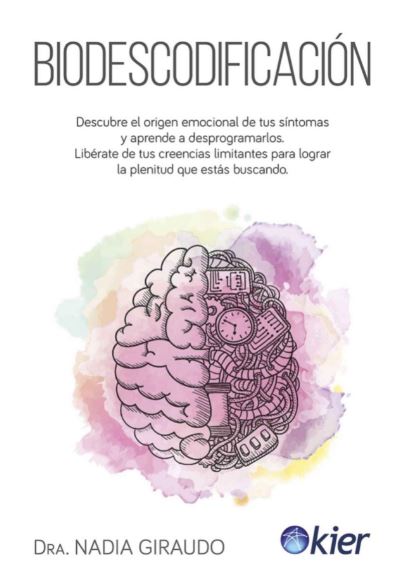 BIODESCODIFICACIÓN
Descubre el origen emocional de tus síntomas
y aprende a desprogramarlos.
Libérate de tus creencias limitantes para lograr
la plenitud que estás buscando.
DRA. NADIA GIRAUDO
kier